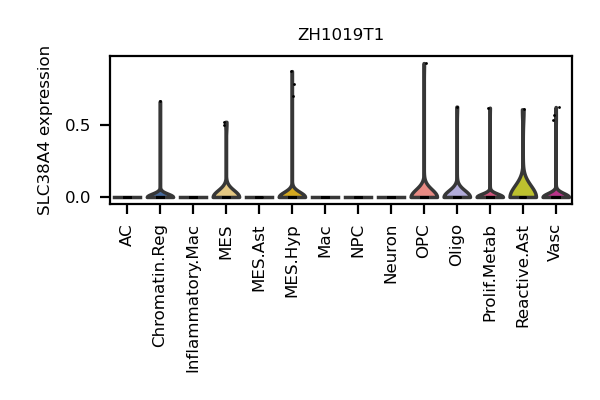 ZH1019T1
SLC38A4 expression
0.5
0.0
AC
Chromatin.Reg
Inflammatory.Mac
MES
MES.Ast
MES.Hyp
Mac
NPC
Neuron
OPC
Oligo
Prolif.Metab
Reactive.Ast
Vasc